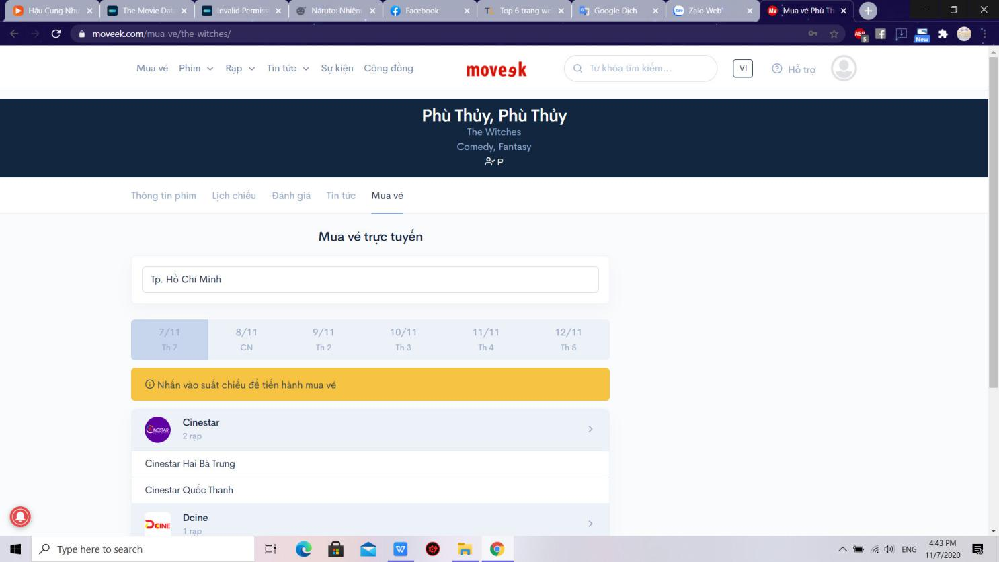 Hậu Cung Như
The Movie Data
Invalid Permiss
Naruto: Nhiệm
Facebook
Top 6 trang we
Google Dịch
Zalo Web
Mua vé Phù Th
moveek.com/mua-ve/the-witches/
ABP
5
New
Mua vé
Phim
Rạp
Tin tức
Sự kiện
Cộng đồng
moveek
Từ khóa tìm kiếm...
VI
Hỗ trợ
Phù Thủy, Phù Thủy
The Witches
Comedy, Fantasy
P
Thông tin phim
Lịch chiếu
Đánh giá
Tin tức
Mua vé
Mua vé trực tuyến
Tp. Hồ Chí Minh
7/11
Th 7
8/11
CN
9/11
Th 2
10/11
Th 3
11/11
Th 4
12/11
Th 5
Nhấn vào suất chiếu để tiến hành mua vé
CINESTAR
Cinestar
2 rạp
Cinestar Hai Bà Trưng
Cinestar Quốc Thanh
DCINE
Dcine
1 rạp
Type here to search
ENG
4:43 PM
11/7/2020